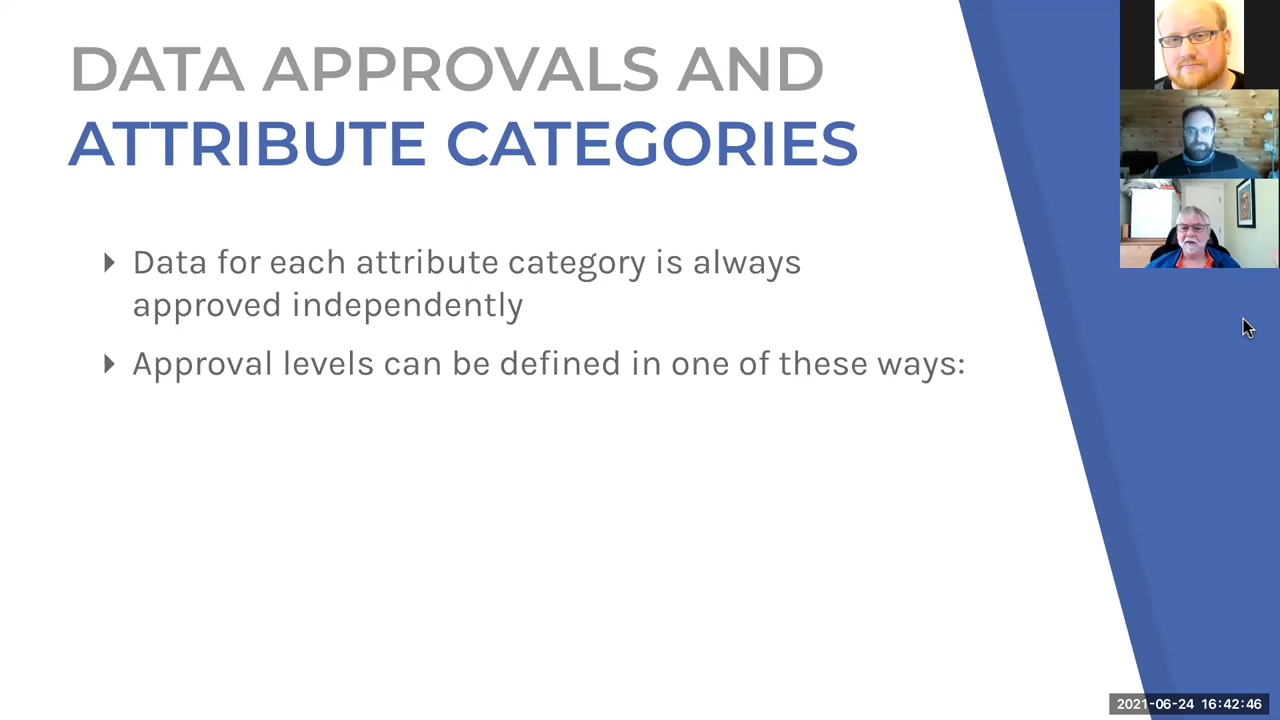 DATA APPROVALS AND
ATTRIBUTE CATEGORIES
Data for each attribute category is always
approved independently
Approval levels can be defined in one of these ways:
2021-06-24 16:42:46